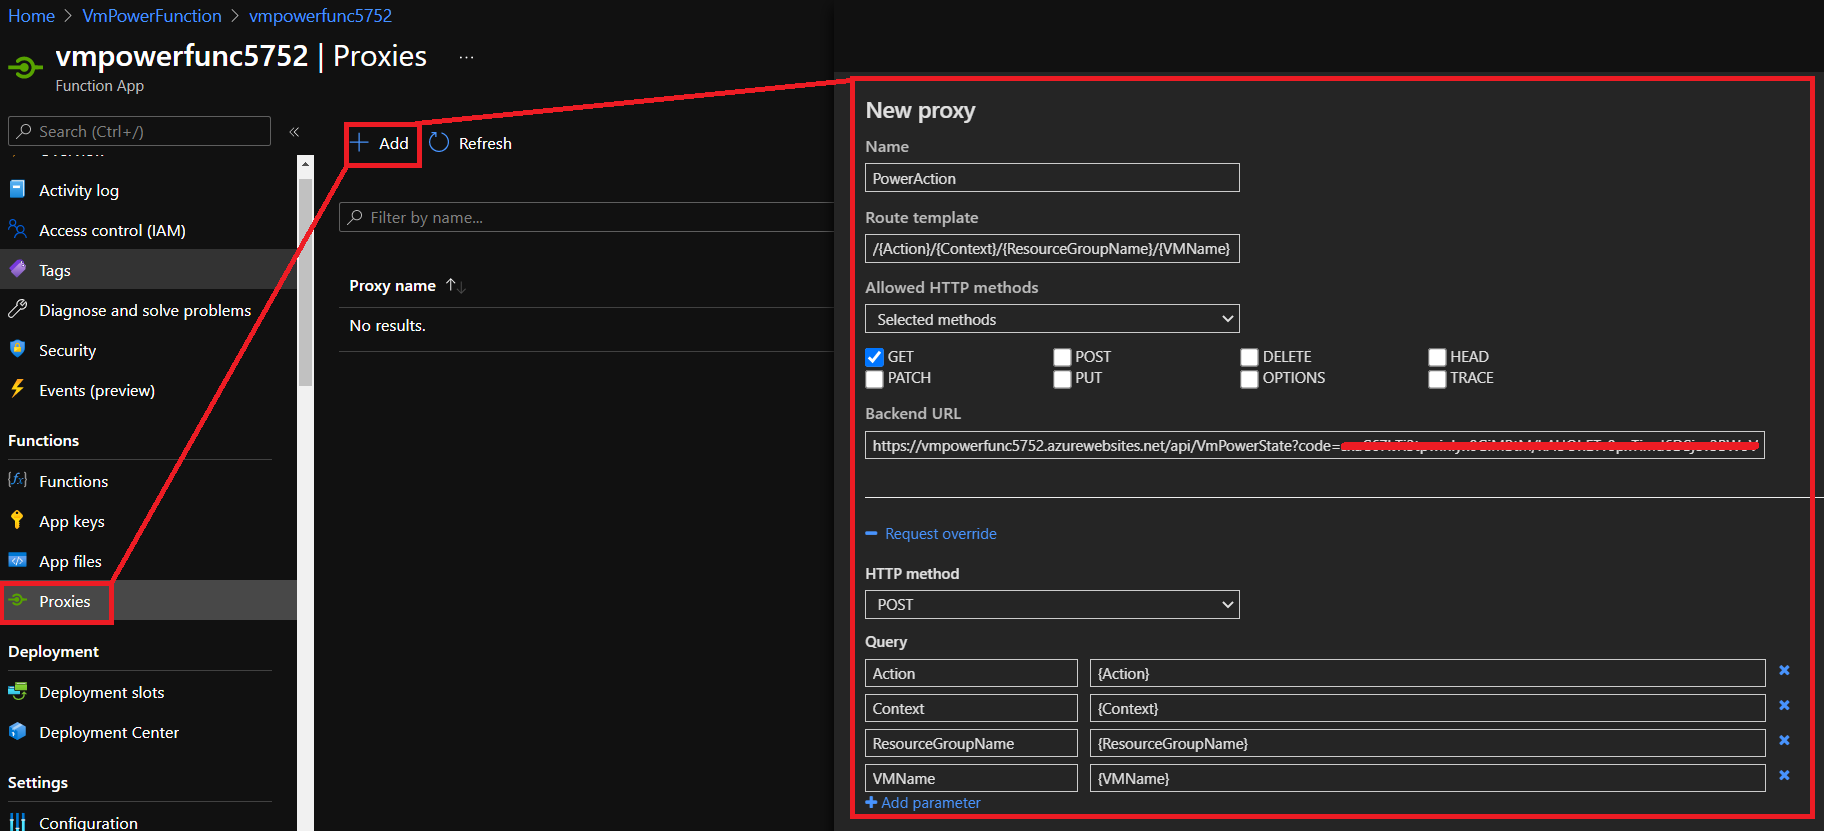 Home > VmPowerFunction > vmpowerfunc5752
vmpowerfunc5752 | Proxies ...
Function App
Search (Ctrl+/) «
Activity log
Access control (IAM)
Tags
Diagnose and solve problems
Security
Events (preview)
Functions
Functions
App keys
App files
Proxies
Deployment
Deployment slots
Deployment Center
Settings
Configuration
Add Refresh
Filter by name...
Proxy name ↑↓
No results.
New proxy
Name
PowerAction
Route template
/{Action}/{Context}/{ResourceGroupName}/{VMName}
Allowed HTTP methods
Selected methods
GET POST DELETE HEAD
PATCH PUT OPTIONS TRACE
Backend URL
https://vmpowerfunc5752.azurewebsites.net/api/VmPowerState?code=
Request override
HTTP method
POST
Query
Action {Action}
Context {Context}
ResourceGroupName {ResourceGroupName}
VMName {VMName}
Add parameter